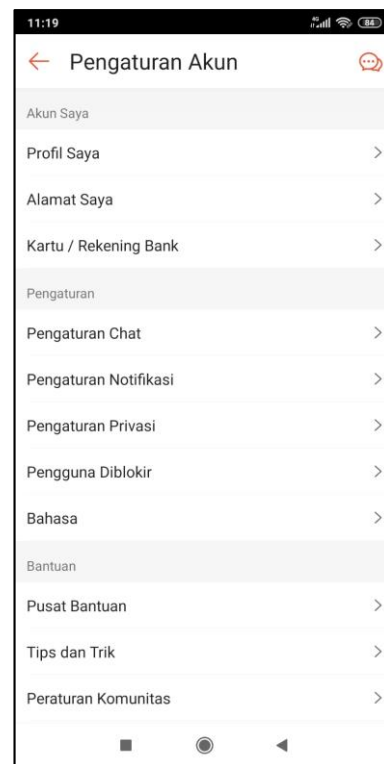 11:19
4G
84
Pengaturan Akun
Akun Saya
Profil Saya
Alamat Saya
Kartu / Rekening Bank
Pengaturan
Pengaturan Chat
Pengaturan Notifikasi
Pengaturan Privasi
Pengguna Diblokir
Bahasa
Bantuan
Pusat Bantuan
Tips dan Trik
Peraturan Komunitas